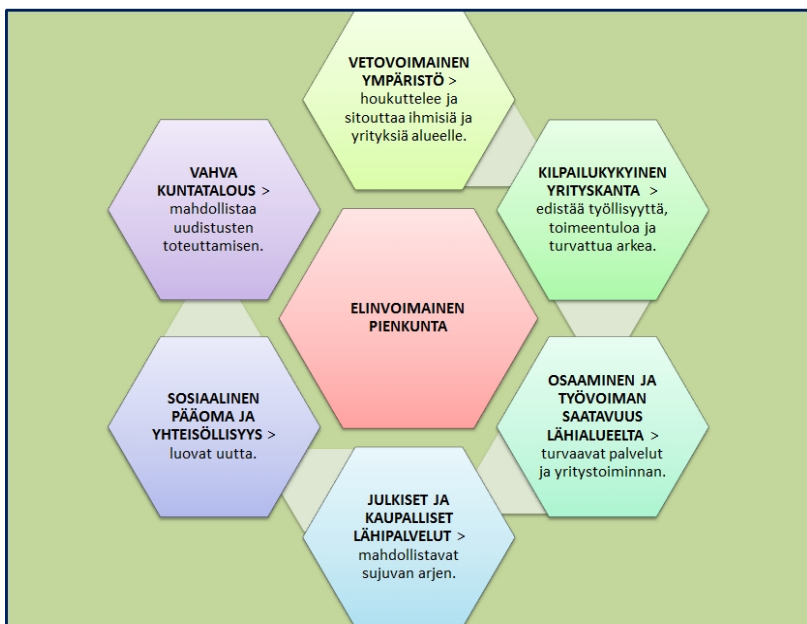 VETOVOIMAINEN
YMPÄRISTÖ >
houkuttelee ja
sitouttaa ihmisiä ja
yrityksiä alueelle.
KILPAILUKYKYINEN
YRITYSKANTA >
edistää työllisyyttä,
toimeentuloa ja
turvattua arkea.
OSAAMINEN JA
TYÖVOIMAN
SAATAVUUS
LÄHIALUEELTA >
turvaavat palvelut
ja yritystoiminnan.
JULKISET JA
KAUPALLISET
LÄHIPALVELUT >
mahdollistavat
sujuvan arjen.
SOSIAALINEN
PÄÄOMA JA
YHTEISÖLLISYYS >
luovat uutta.
VAHVA
KUNTATALOUS >
mahdollistaa
uudistusten
toteuttamisen.
ELINVOIMAINEN
PIENKUNTA